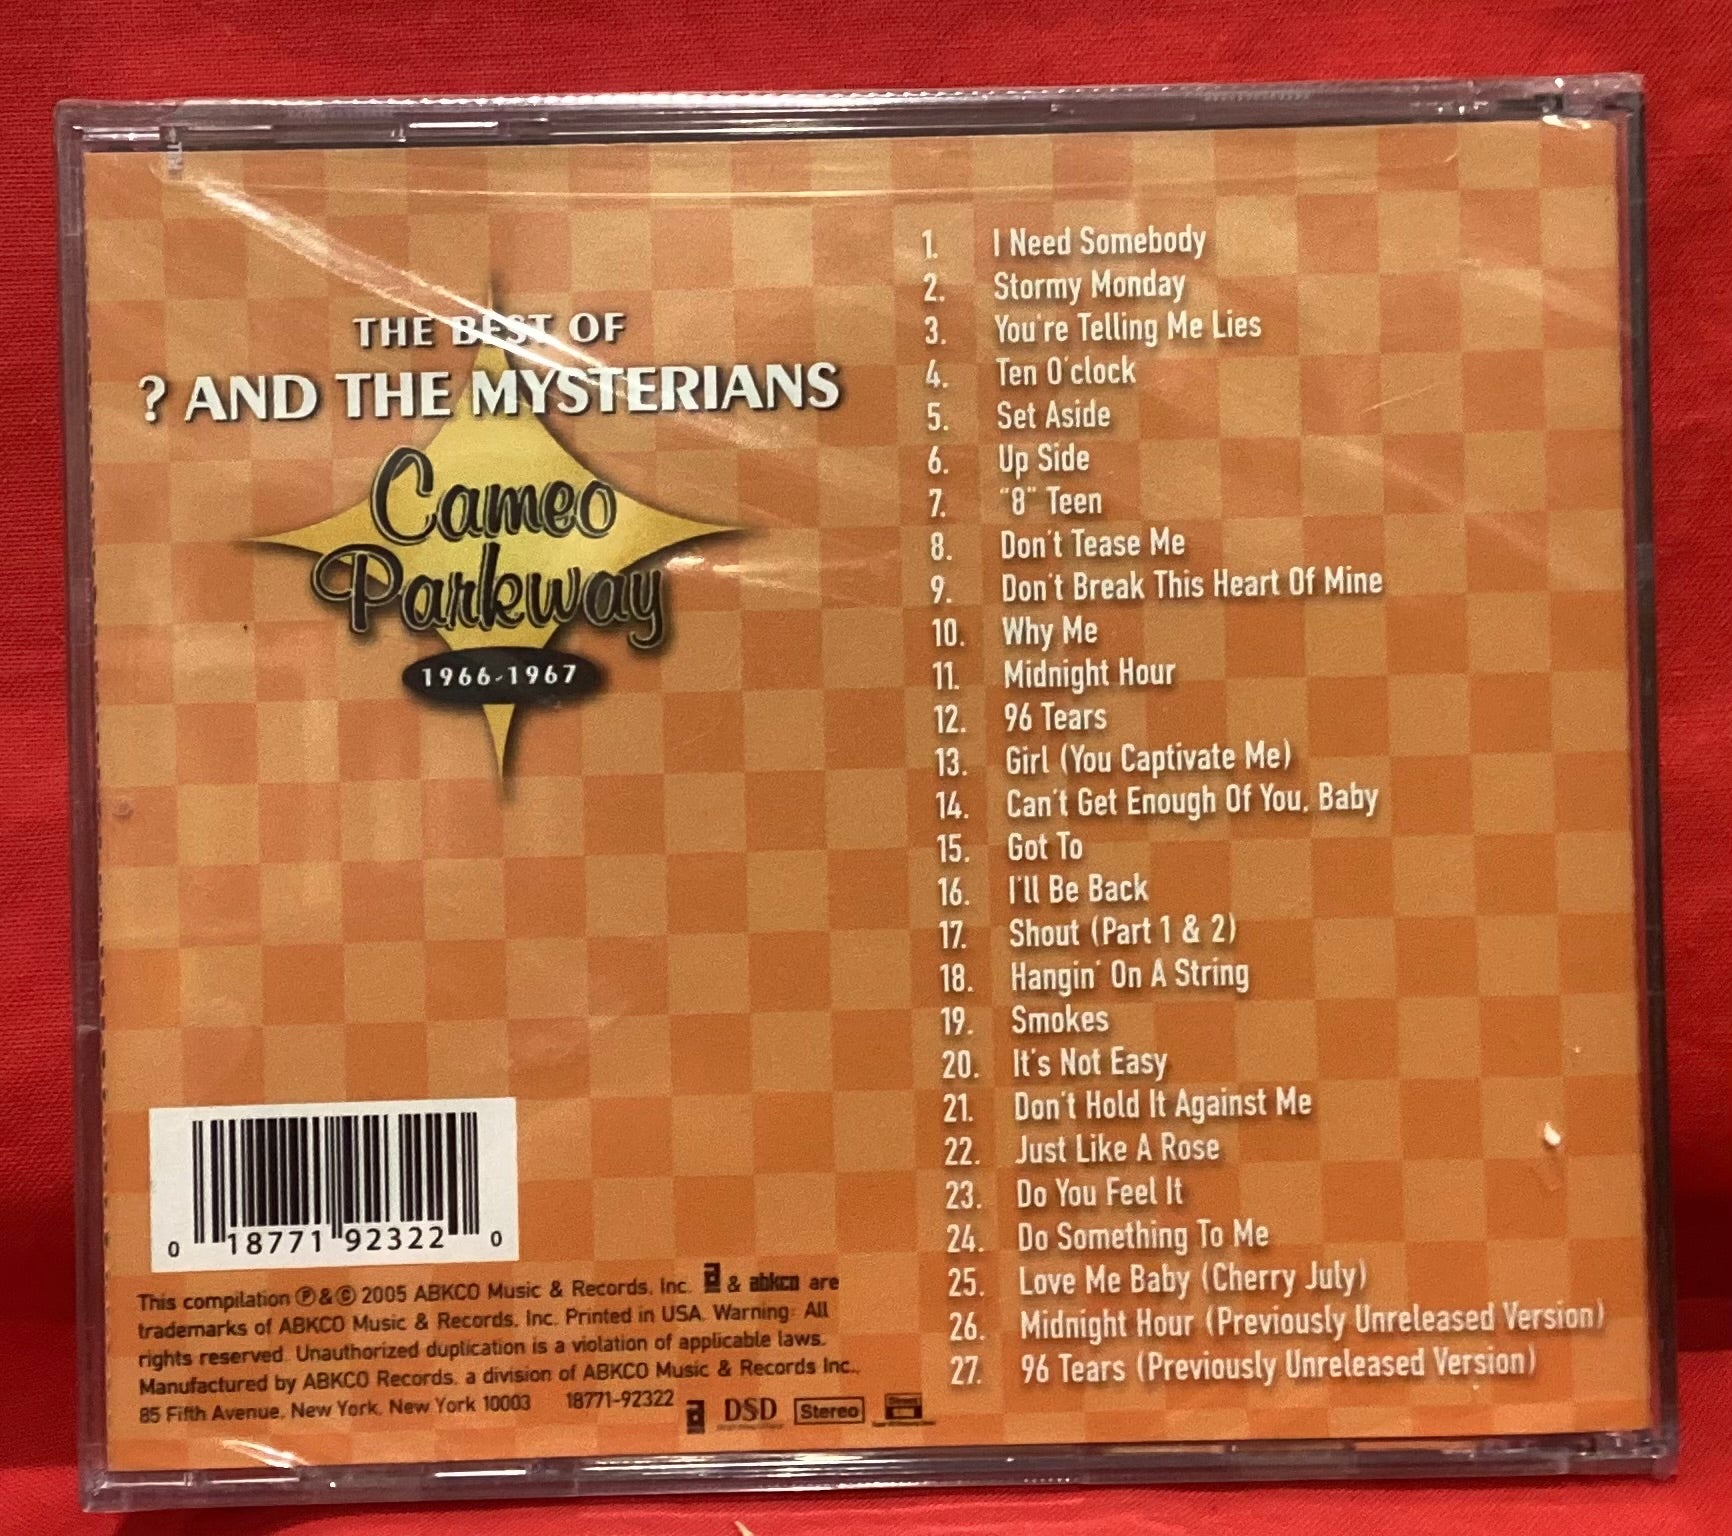 THE BEST OF
? AND THE MYSTERIANS
Cameo
Parkway
1966-1967
1. I Need Somebody
2. Stormy Monday
3. You're Telling Me Lies
4. Ten O'clock
5. Set Aside
6. Up Side
7. "8" Teen
8. Don't Tease Me
9. Don't Break This Heart Of Mine
10. Why Me
11. Midnight Hour
12. 96 Tears
13. Girl (You Captivate Me)
14. Can't Get Enough Of You, Baby
15. Got To
16. I'll Be Back
17. Shout (Part 1 & 2)
18. Hangin' On A String
19. Smokes
20. It's Not Easy
21. Don't Hold It Against Me
22. Just Like A Rose
23. Do You Feel It
24. Do Something To Me
25. Love Me Baby (Cherry July)
26. Midnight Hour (Previously Unreleased Version)
27. 96 Tears (Previously Unreleased Version)
0 18771 92322 0
This compilation ℗&© 2005 ABKCO Music & Records, Inc. a & abkco are
trademarks of ABKCO Music & Records, Inc. Printed in USA. Warning: All
rights reserved. Unauthorized duplication is a violation of applicable laws.
Manufactured by ABKCO Records, a division of ABKCO Music & Records Inc.,
85 Fifth Avenue, New York, New York 10003 18771-92322
a DSD Stereo